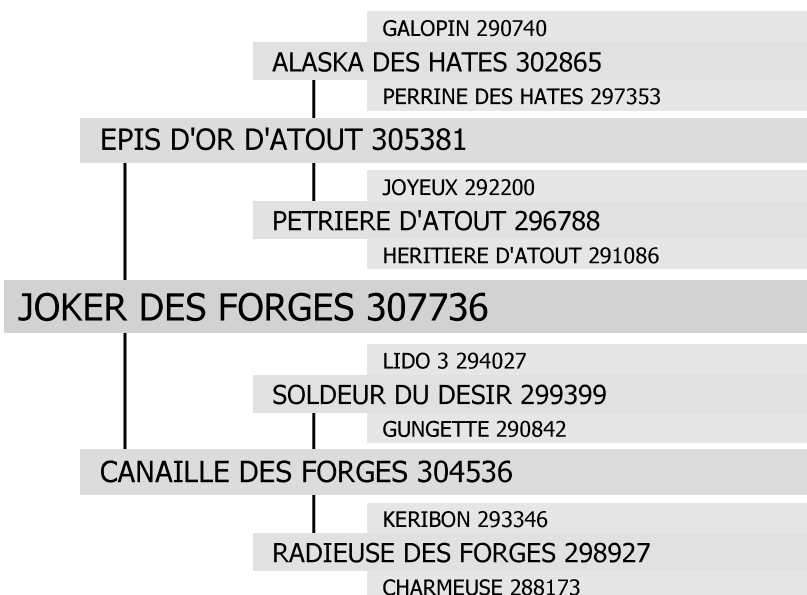 GALOPIN 290740
ALASKA DES HATES 302865
PERRINE DES HATES 297353
EPIS D'OR D'ATOUT 305381
JOYEUX 292200
PETRIERE D'ATOUT 296788
HERITIERE D'ATOUT 291086
JOKER DES FORGES 307736
LIDO 3 294027
SOLDEUR DU DESIR 299399
GUNGETTE 290842
CANAILLE DES FORGES 304536
KERIBON 293346
RADIEUSE DES FORGES 298927
CHARMEUSE 288173